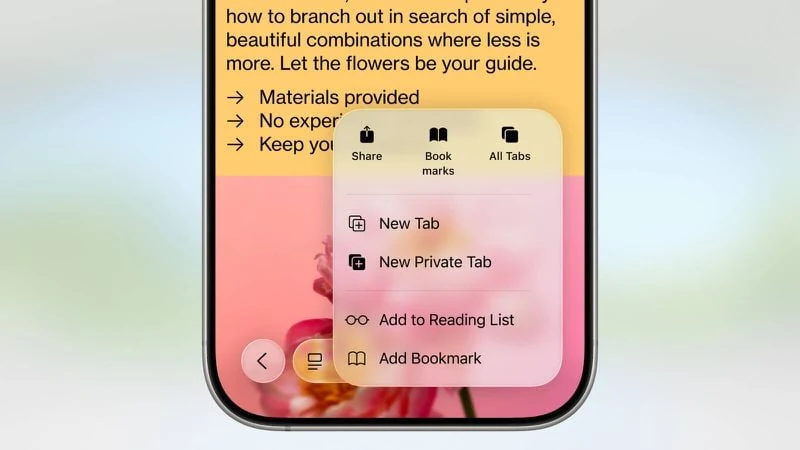 how to branch out in search of simple,
beautiful combinations where less is
more. Let the flowers be your guide.
→ Materials provided
→ No experi
→ Keep you
Share
Book
marks
All Tabs
New Tab
New Private Tab
Add to Reading List
Add Bookmark